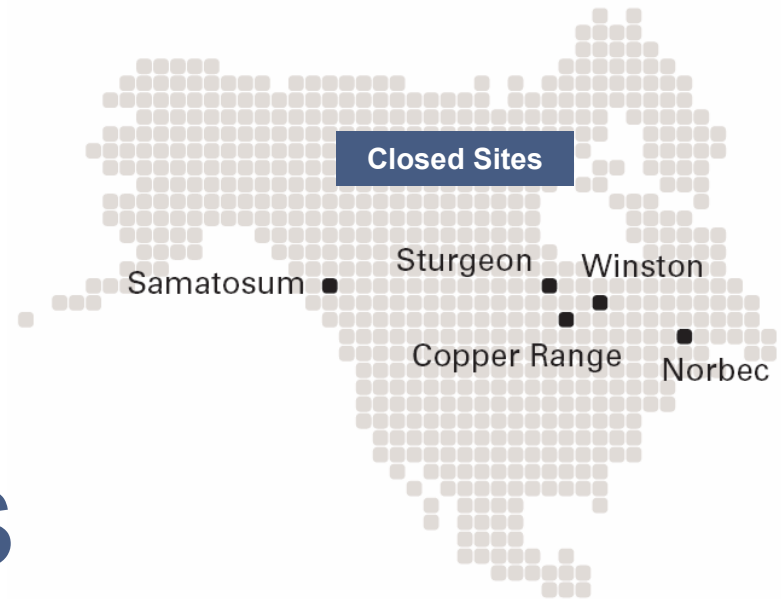 Closed Sites
Sturgeon
Winston
Samatosum
Copper Range
Norbec
s